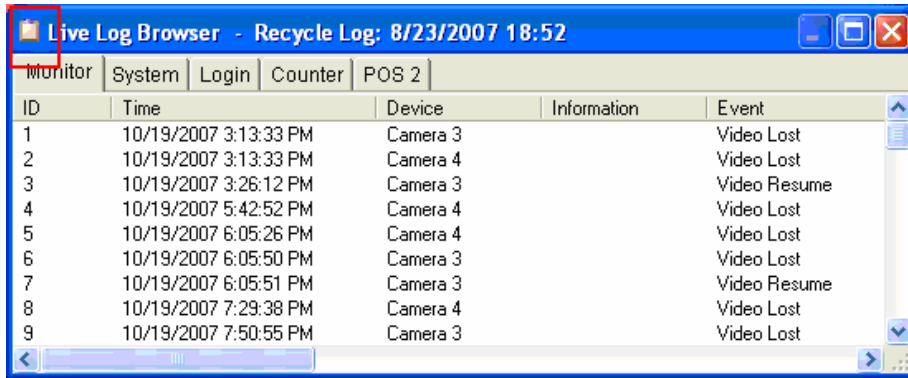 Live Log Browser - Recycle Log: 8/23/2007 18:52
Monitor System Login Counter POS 2
ID Time Device Information Event
1 10/19/2007 3:13:33 PM Camera 3 Video Lost
2 10/19/2007 3:13:33 PM Camera 4 Video Lost
3 10/19/2007 3:26:12 PM Camera 3 Video Resume
4 10/19/2007 5:42:52 PM Camera 4 Video Lost
5 10/19/2007 6:05:26 PM Camera 4 Video Lost
6 10/19/2007 6:05:50 PM Camera 3 Video Lost
7 10/19/2007 6:05:51 PM Camera 3 Video Resume
8 10/19/2007 7:29:38 PM Camera 4 Video Lost
9 10/19/2007 7:50:55 PM Camera 3 Video Lost